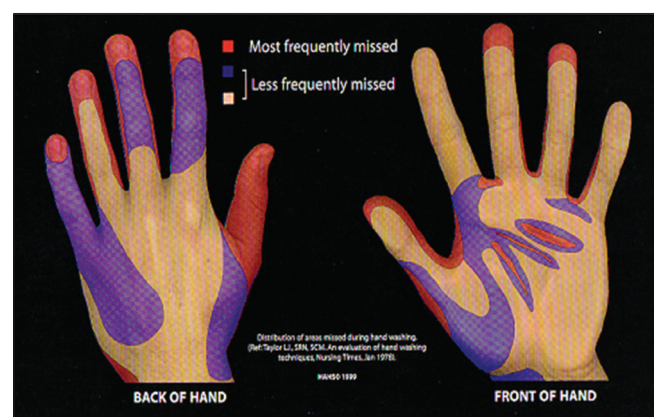 Most frequently missed
Less frequently missed
Distribution of areas missed during hand washing.
(Ref: Taylor LJ., SRN, SCM. An evaluation of hand washing
techniques, Nursing Times, Jan 1978).
HAHSO 1999
BACK OF HAND
FRONT OF HAND